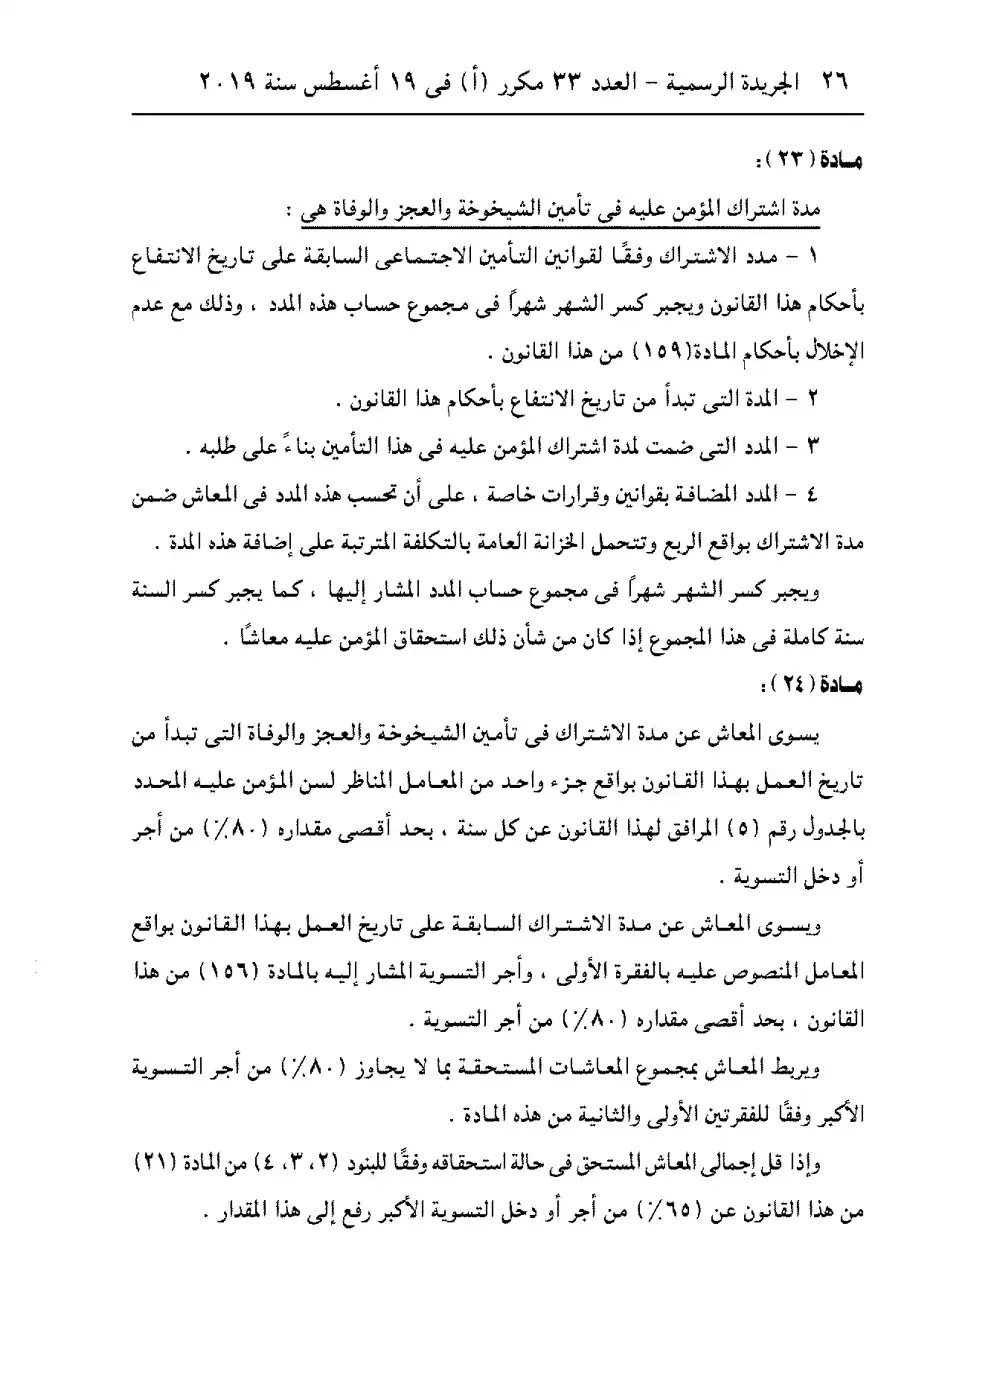 ٢٦ الجريدة الرسمية – العدد ٣٣ مكرر (أ) فى ١٩ أغسطس سنة ٢٠١٩
مـادة (٢٣):
مدة اشتراك المؤمن عليه فى تأمين الشيخوخة والعجز والوفاة هى :
١ – مدد الاشتراك وفقًا لقوانين التأمين الاجتماعى السابقة على تاريخ الانتفاع
بأحكام هذا القانون ويجبر كسر الشهر شهرًا فى مجموع حساب هذه المدد ، وذلك مع عدم
الإخلال بأحكام المادة(١٥٩) من هذا القانون .
٢ – المدة التى تبدأ من تاريخ الانتفاع بأحكام هذا القانون .
٣ – المدد التى ضمت لمدة اشتراك المؤمن عليه فى هذا التأمين بناءً على طلبه .
٤ – المدد المضافة بقوانين وقرارات خاصة ، على أن تحسب هذه المدد فى المعاش ضمن
مدة الاشتراك بواقع الربع وتتحمل الخزانة العامة بالتكلفة المترتبة على إضافة هذه المدة .
ويجبر كسر الشهر شهرًا فى مجموع حساب المدد المشار إليها ، كما يجبر كسر السنة
سنة كاملة فى هذا المجموع إذا كان من شأن ذلك استحقاق المؤمن عليه معاشًا .
مـادة (٢٤):
يسوى المعاش عن مدة الاشتراك فى تأمين الشيخوخة والعجز والوفاة التى تبدأ من
تاريخ العمل بهذا القانون بواقع جزء واحد من المعامل المناظر لسن المؤمن عليه المحدد
بالجدول رقم (٥) المرافق لهذا القانون عن كل سنة ، بحد أقصى مقداره (٨٠٪) من أجر
أو دخل التسوية .
ويسوى المعاش عن مدة الاشتراك السابقة على تاريخ العمل بهذا القانون بواقع
المعامل المنصوص عليه بالفقرة الأولى ، وأجر التسوية المشار إليه بالمادة (١٥٦) من هذا
القانون ، بحد أقصى مقداره (٨٠٪) من أجر التسوية .
ويربط المعاش بمجموع المعاشات المستحقة بما لا يجاوز (٨٠٪) من أجر التسوية
الأكبر وفقًا للفقرتين الأولى والثانية من هذه المادة .
وإذا قل إجمالى المعاش المستحق فى حالة استحقاقه وفقًا للبنود (٢، ٣، ٤) من المادة (٢١)
من هذا القانون عن (٦٥٪) من أجر أو دخل التسوية الأكبر رفع إلى هذا المقدار .